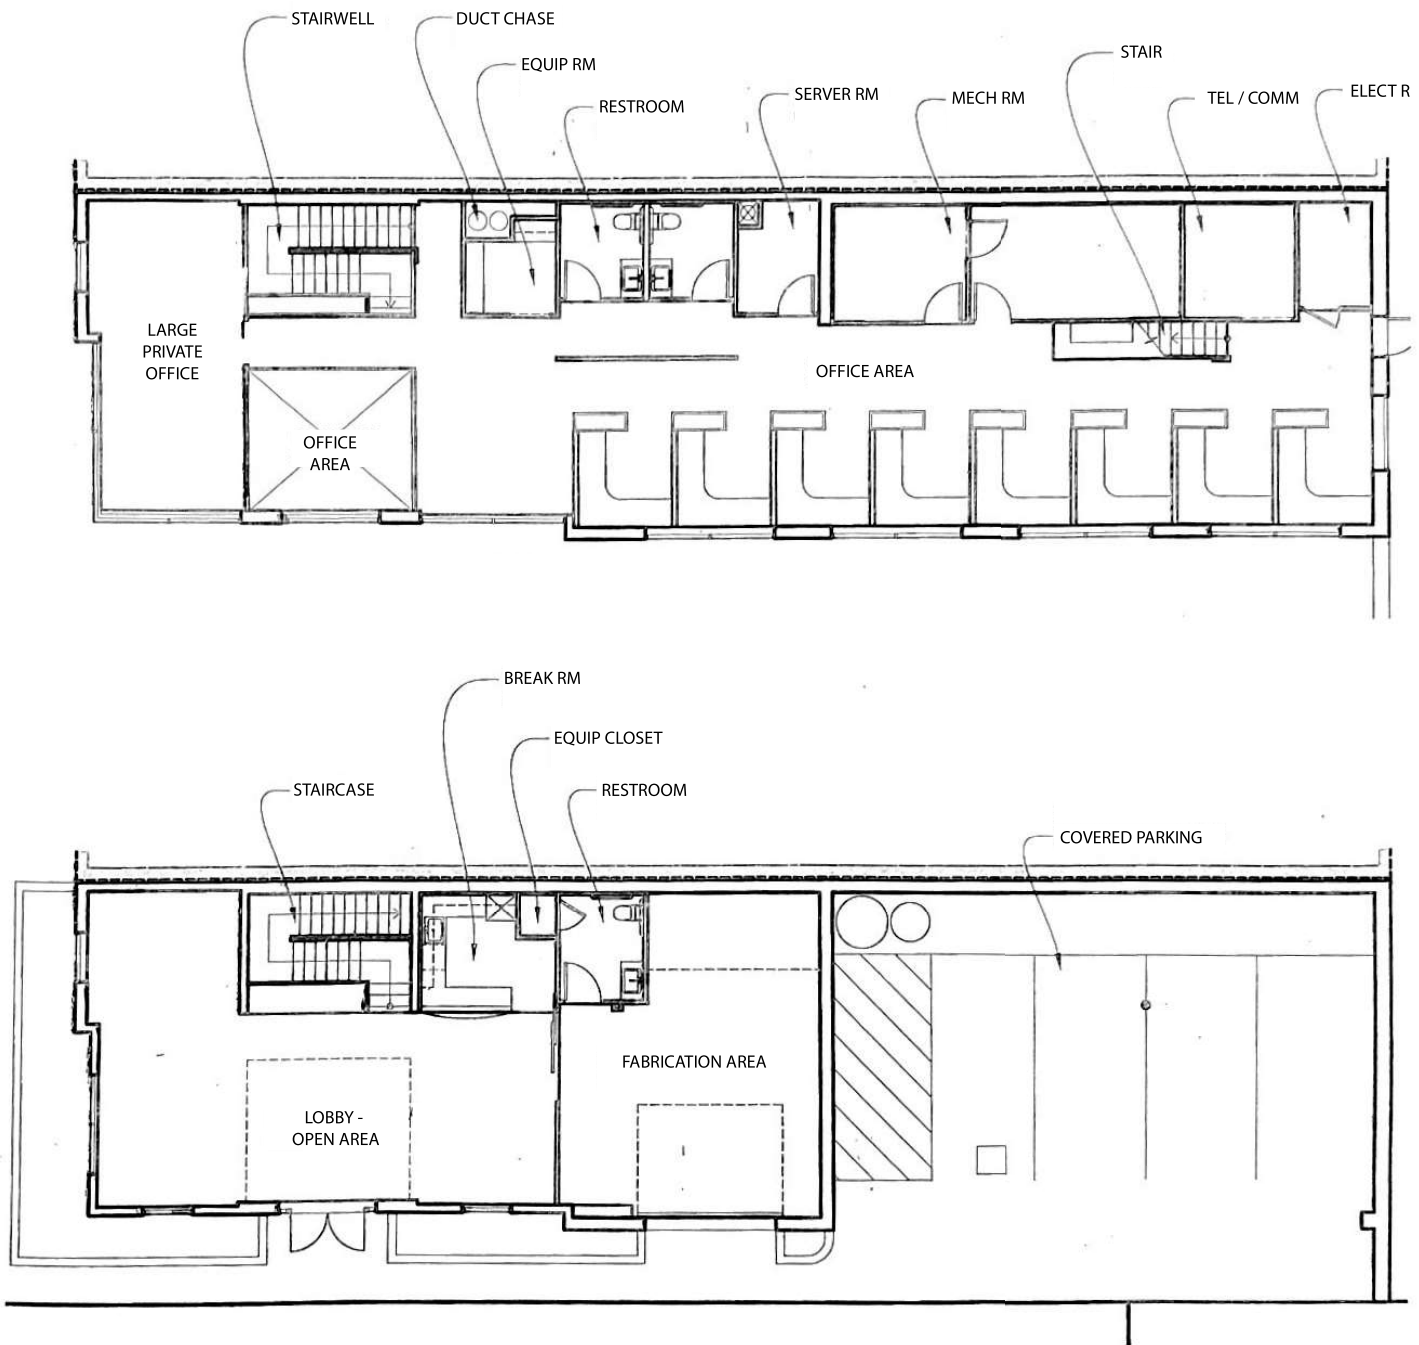 STAIRWELL
DUCT CHASE
EQUIP RM
RESTROOM
SERVER RM
MECH RM
STAIR
TEL / COMM
ELECT R
LARGE
PRIVATE
OFFICE
OFFICE AREA
OFFICE
AREA
BREAK RM
EQUIP CLOSET
STAIRCASE
RESTROOM
COVERED PARKING
FABRICATION AREA
LOBBY -
OPEN AREA